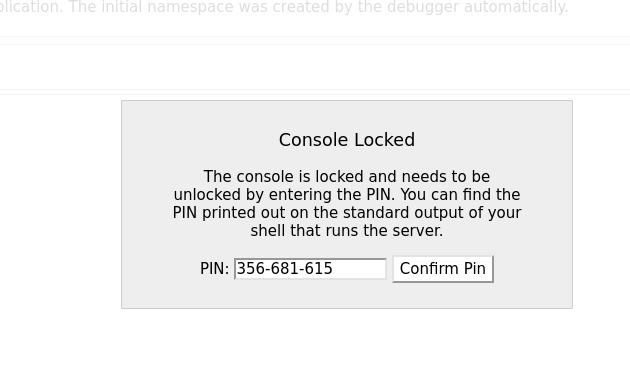 plication. The initial namespace was created by the debugger automatically.
Console Locked
The console is locked and needs to be
unlocked by entering the PIN. You can find the
PIN printed out on the standard output of your
shell that runs the server.
PIN: 356-681-615 Confirm Pin